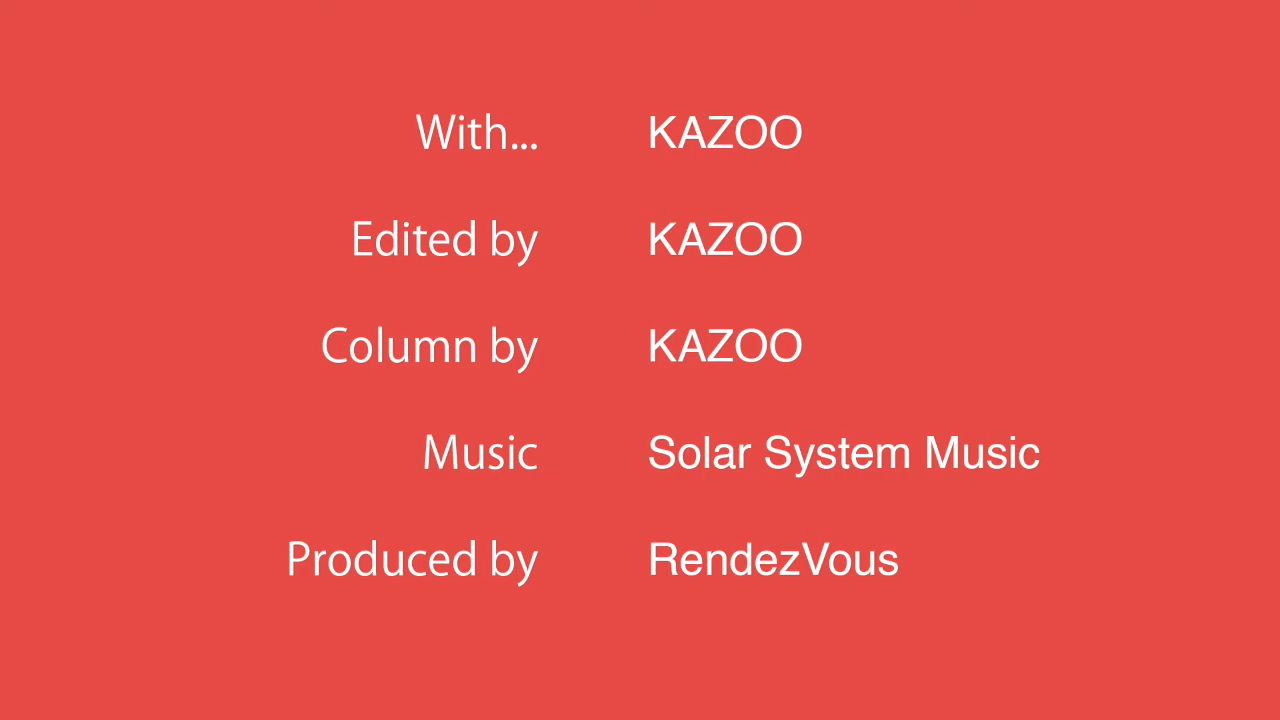 With... KAZOO
Edited by KAZOO
Column by KAZOO
Music Solar System Music
Produced by RendezVous